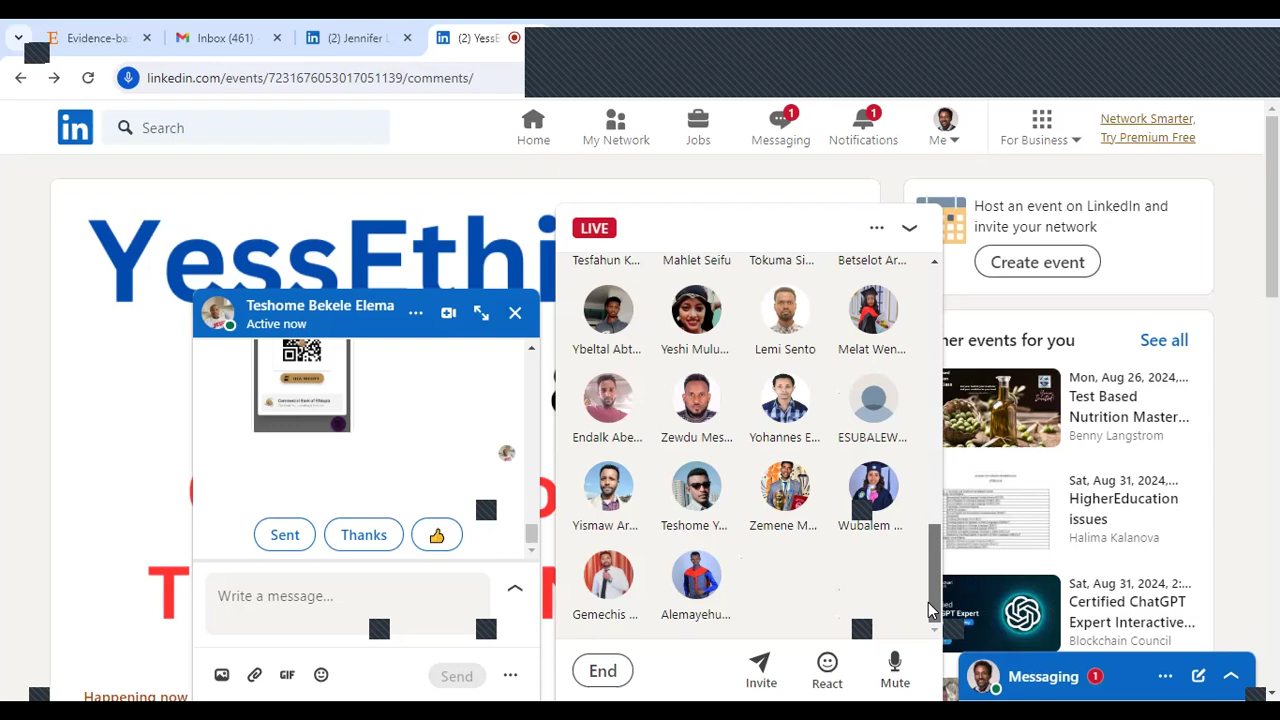 Evidence-ba
Inbox (461)
(2) Jennifer L
(2) YessE
linkedin.com/events/7231676053017051139/comments/
Search
Home
My Network
Jobs
1
Messaging
1
Notifications
Me
For Business
Network Smarter,
Try Premium Free
YessEthi
LIVE
Tesfahun K...
Mahlet Seifu
Tokuma Si...
Betselot Ar...
Ybeltal Abt...
Yeshi Mulu...
Lemi Sento
Melat Wen...
Endalk Abe...
Zewdu Mes...
Yohannes E...
ESUBALEW...
Yismaw Ar...
Teshome Y...
Zemene M...
Wubalem ...
Gemechis ...
Alemayehu...
End
Invite
React
Mute
Teshome Bekele Elema
Active now
Commercial Bank of Ethiopia
Send
Thanks
Write a message...
GIF
Send
Happening now
Host an event on LinkedIn and
invite your network
Create event
her events for you
See all
Mon, Aug 26, 2024,...
Test Based
Nutrition Master...
Benny Langstrom
Sat, Aug 31, 2024,...
HigherEducation
issues
Halima Kalanova
Sat, Aug 31, 2024, 2:...
Certified ChatGPT
Expert Interactive...
Blockchain Council
Messaging
1